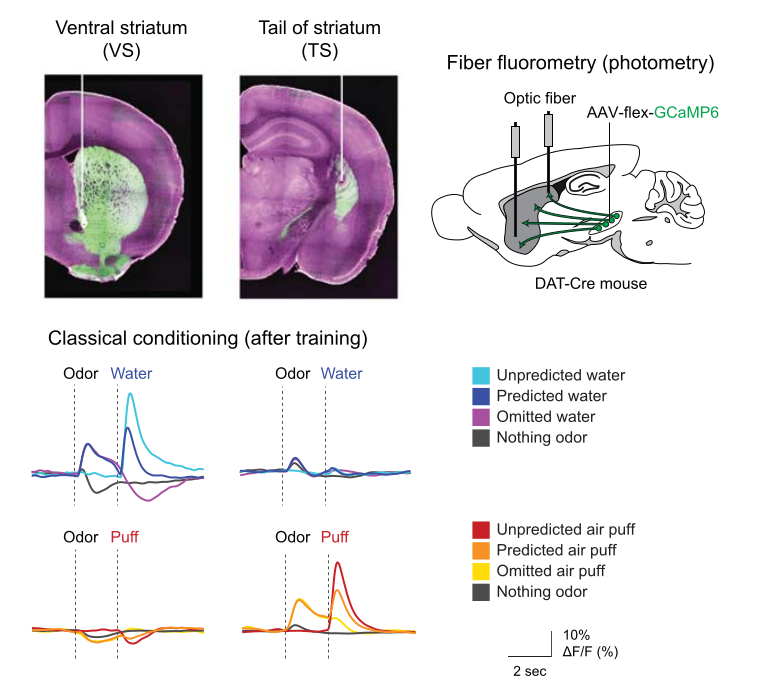 Ventral striatum
(VS)
Tail of striatum
(TS)
Fiber fluorometry (photometry)
Optic fiber
AAV-flex-GCaMP6
DAT-Cre mouse
Classical conditioning (after training)
Odor Water
Odor Water
Unpredicted water
Predicted water
Omitted water
Nothing odor
Odor Puff
Odor Puff
Unpredicted air puff
Predicted air puff
Omitted air puff
Nothing odor
10%
ΔF/F (%)
2 sec